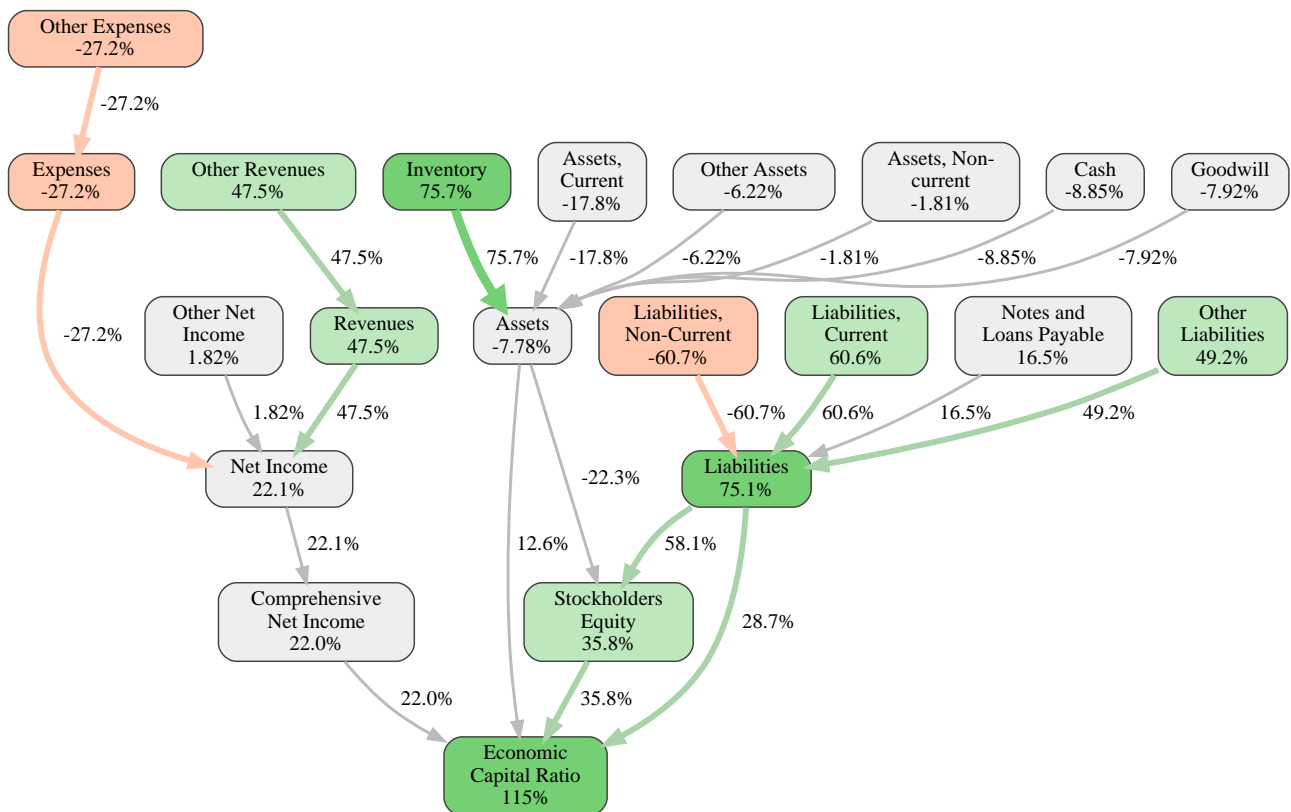 Other Expenses
-27.2%
-27.2%
Expenses
-27.2%
Other Revenues
47.5%
Inventory
75.7%
Assets,
Current
-17.8%
Other Assets
-6.22%
Assets, Non-
current
-1.81%
Cash
-8.85%
Goodwill
-7.92%
47.5%
75.7%
-17.8%
-6.22%
-1.81%
-8.85%
-7.92%
-27.2%
Other Net
Income
1.82%
Revenues
47.5%
Assets
-7.78%
Liabilities,
Non-Current
-60.7%
Liabilities,
Current
60.6%
Notes and
Loans Payable
16.5%
Other
Liabilities
49.2%
1.82%
47.5%
-60.7%
60.6%
16.5%
49.2%
Net Income
22.1%
Liabilities
75.1%
-22.3%
22.1%
12.6%
58.1%
Comprehensive
Net Income
22.0%
Stockholders
Equity
35.8%
28.7%
22.0%
35.8%
Economic
Capital Ratio
115%